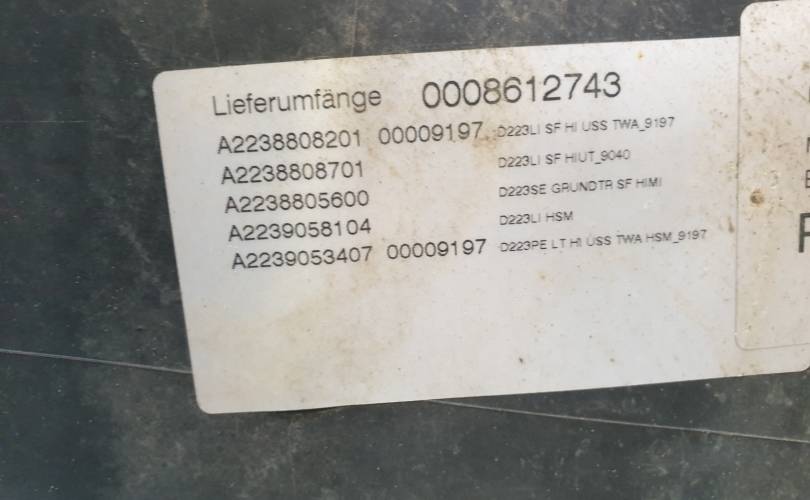 Lieferumfänge 0008612743
A2238808201 00009197 D223LI SF HI USS TWA_9197
A2238808701 D223LI SF HIUT_9040
A2238805600 D223SE GRUNDTR SF HIMI
A2239058104 D223LI HSM
A2239053407 00009197 D223PE LT HI USS TWA HSM_9197